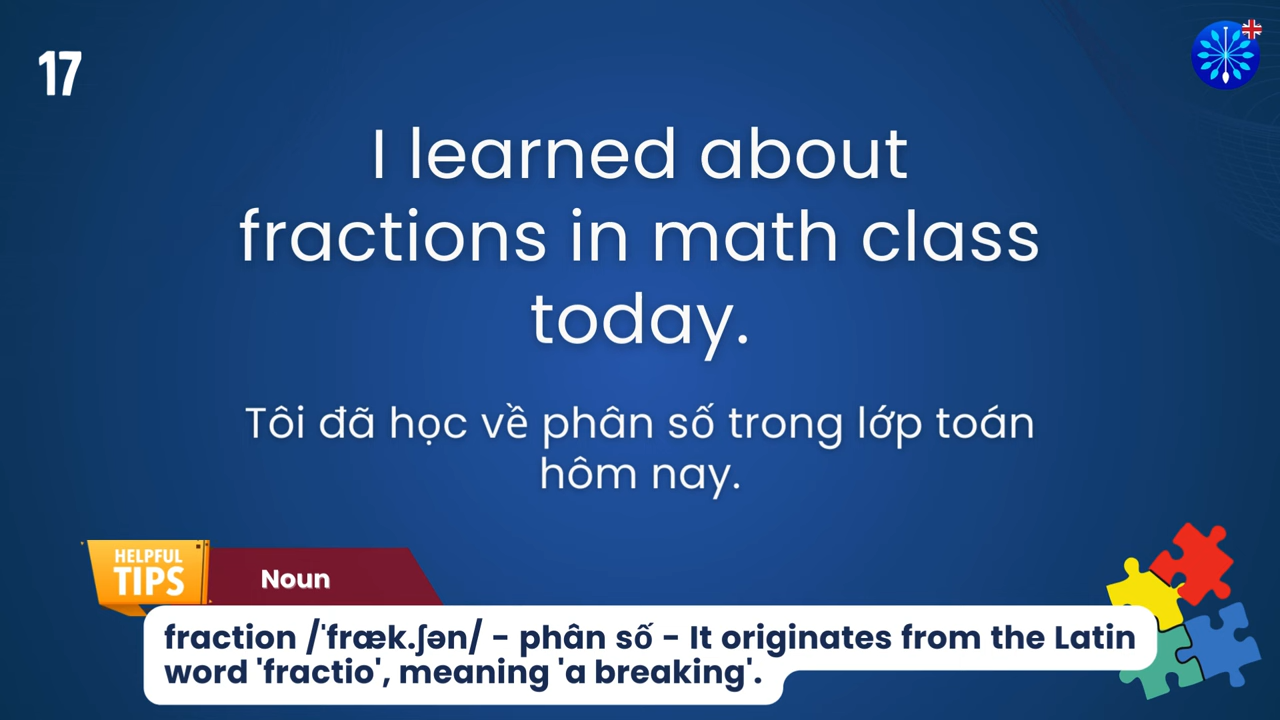 17
I learned about
fractions in math class
today.
Tôi đã học về phân số trong lớp toán
hôm nay.
HELPFUL
TIPS
Noun
fraction /ˈfræk.ʃən/ - phân số - It originates from the Latin
word 'fractio', meaning 'a breaking'.